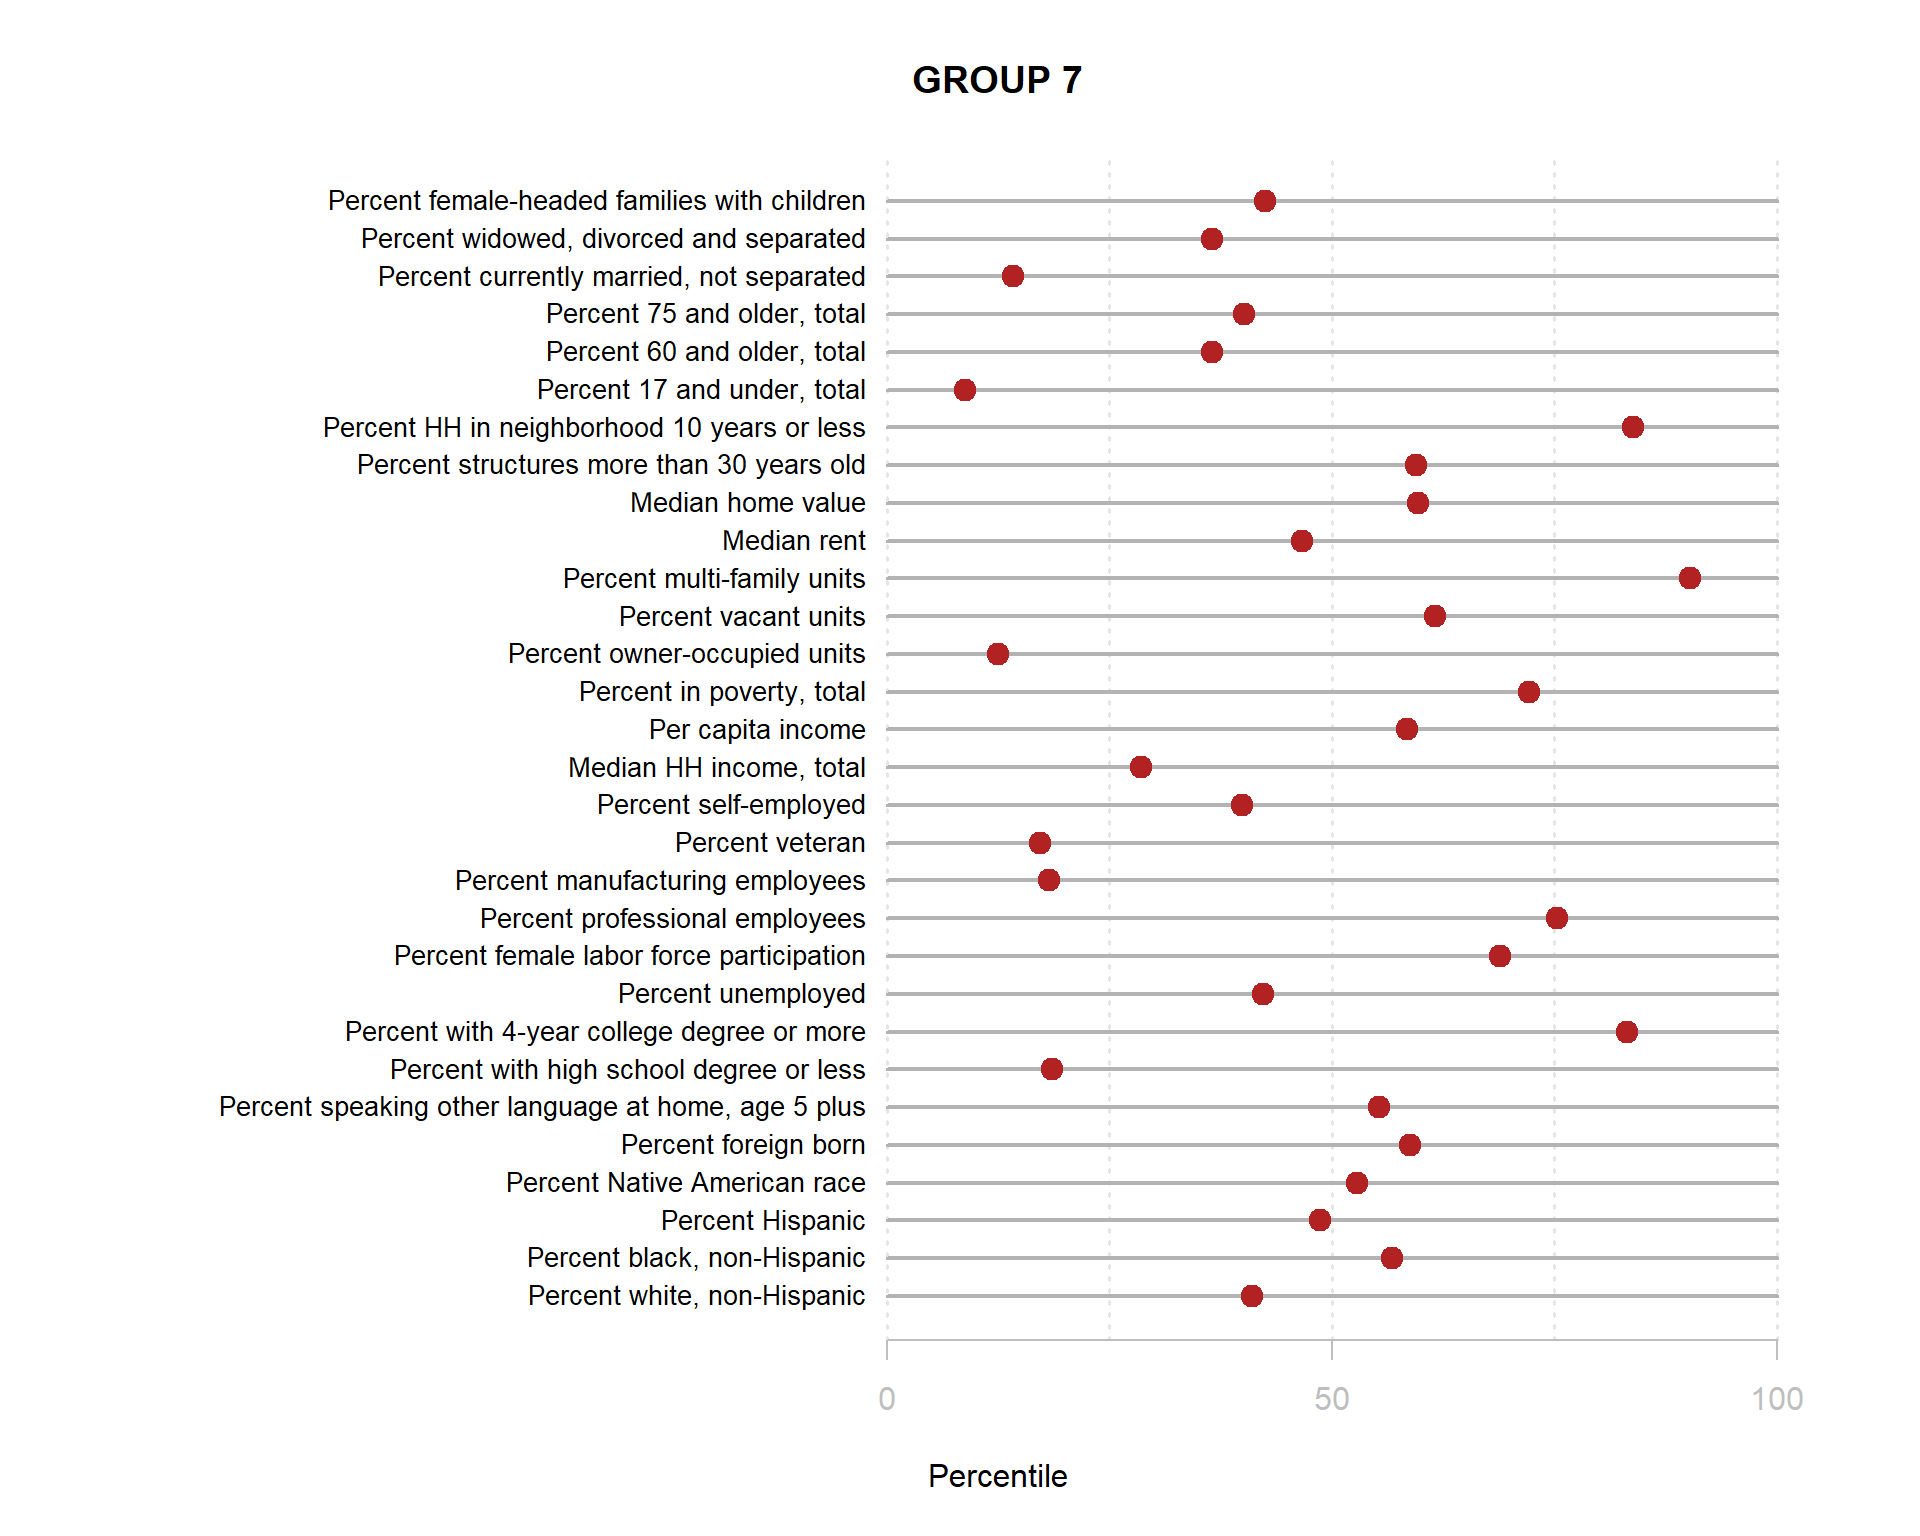 GROUP 7
Percent female-headed families with children
Percent widowed, divorced and separated
Percent currently married, not separated
Percent 75 and older, total
Percent 60 and older, total
Percent 17 and under, total
Percent HH in neighborhood 10 years or less
Percent structures more than 30 years old
Median home value
Median rent
Percent multi-family units
Percent vacant units
Percent owner-occupied units
Percent in poverty, total
Per capita income
Median HH income, total
Percent self-employed
Percent veteran
Percent manufacturing employees
Percent professional employees
Percent female labor force participation
Percent unemployed
Percent with 4-year college degree or more
Percent with high school degree or less
Percent speaking other language at home, age 5 plus
Percent foreign born
Percent Native American race
Percent Hispanic
Percent black, non-Hispanic
Percent white, non-Hispanic
0 50 100
Percentile